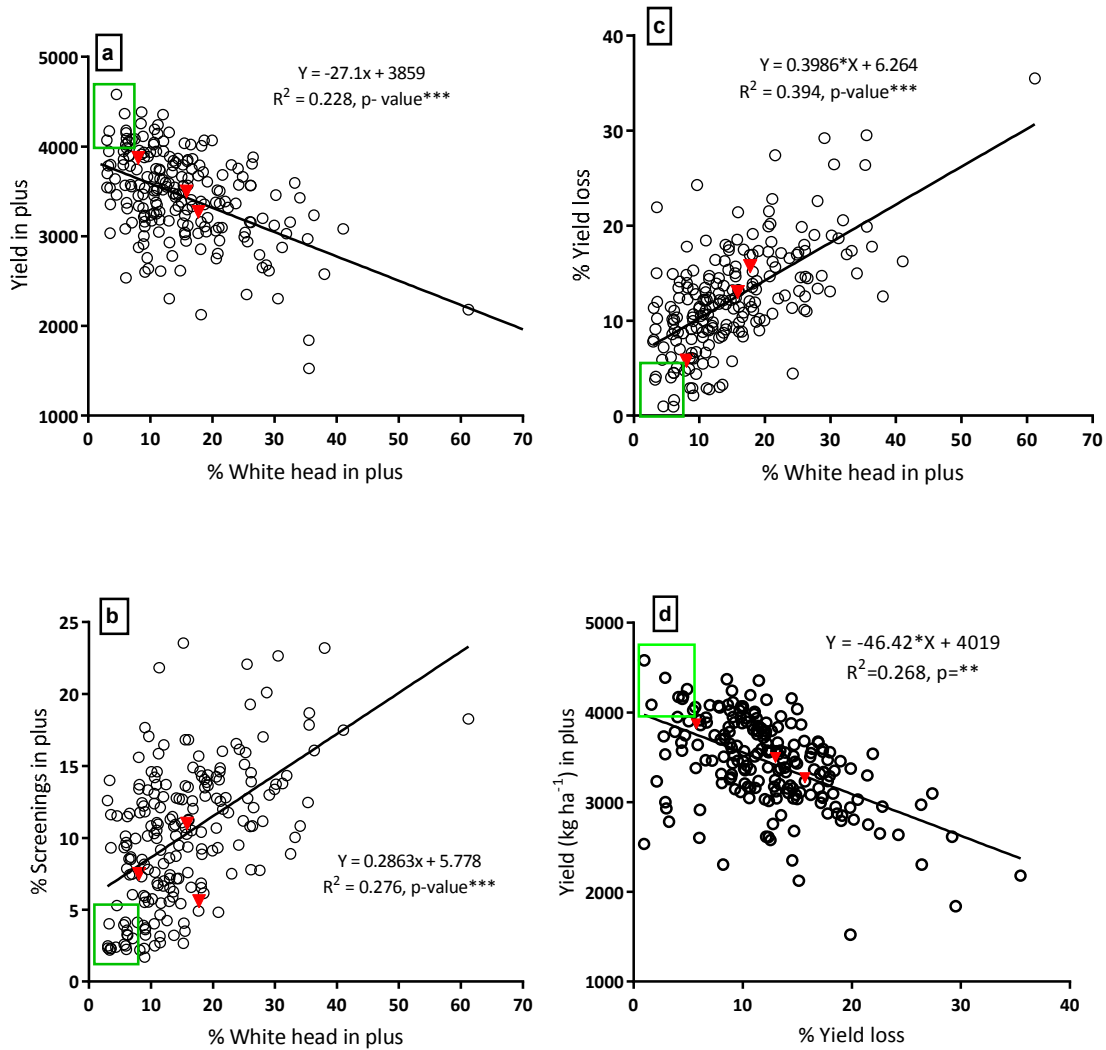 a
Y = -27.1x + 3859
R² = 0.228, p- value***
Yield in plus
5000
4000
3000
2000
1000
0 10 20 30 40 50 60 70
% White head in plus
c
Y = 0.3986*X + 6.264
R² = 0.394, p-value***
% Yield loss
40
30
20
10
0
0 10 20 30 40 50 60 70
% White head in plus
b
Y = 0.2863x + 5.778
R² = 0.276, p-value***
% Screenings in plus
25
20
15
10
5
0
0 10 20 30 40 50 60 70
% White head in plus
d
Y = -46.42*X + 4019
R²=0.268, p=**
Yield (kg ha⁻¹) in plus
5000
4000
3000
2000
1000
0 10 20 30 40
% Yield loss